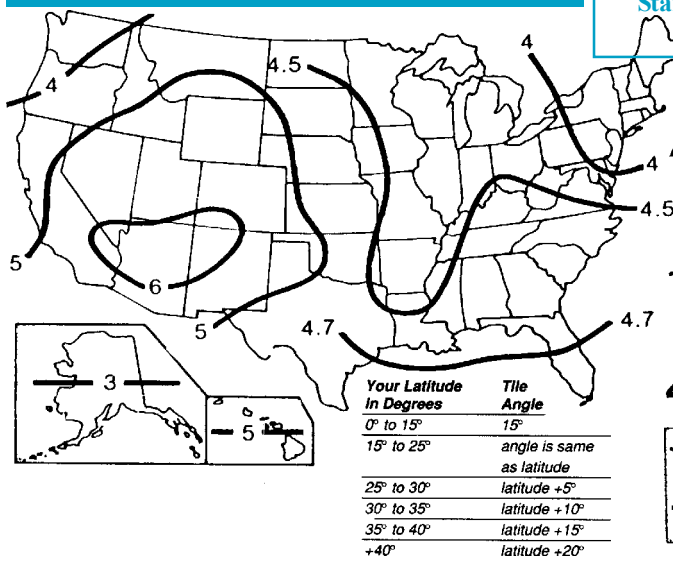 Sta
4
4.5
4
4
4.5
5
6
5
4.7
4.7
3
5
Your Latitude Tile
In Degrees Angle
0° to 15° 15°
15° to 25° angle is same
as latitude
25° to 30° latitude +5°
30° to 35° latitude +10°
35° to 40° latitude +15°
+40° latitude +20°